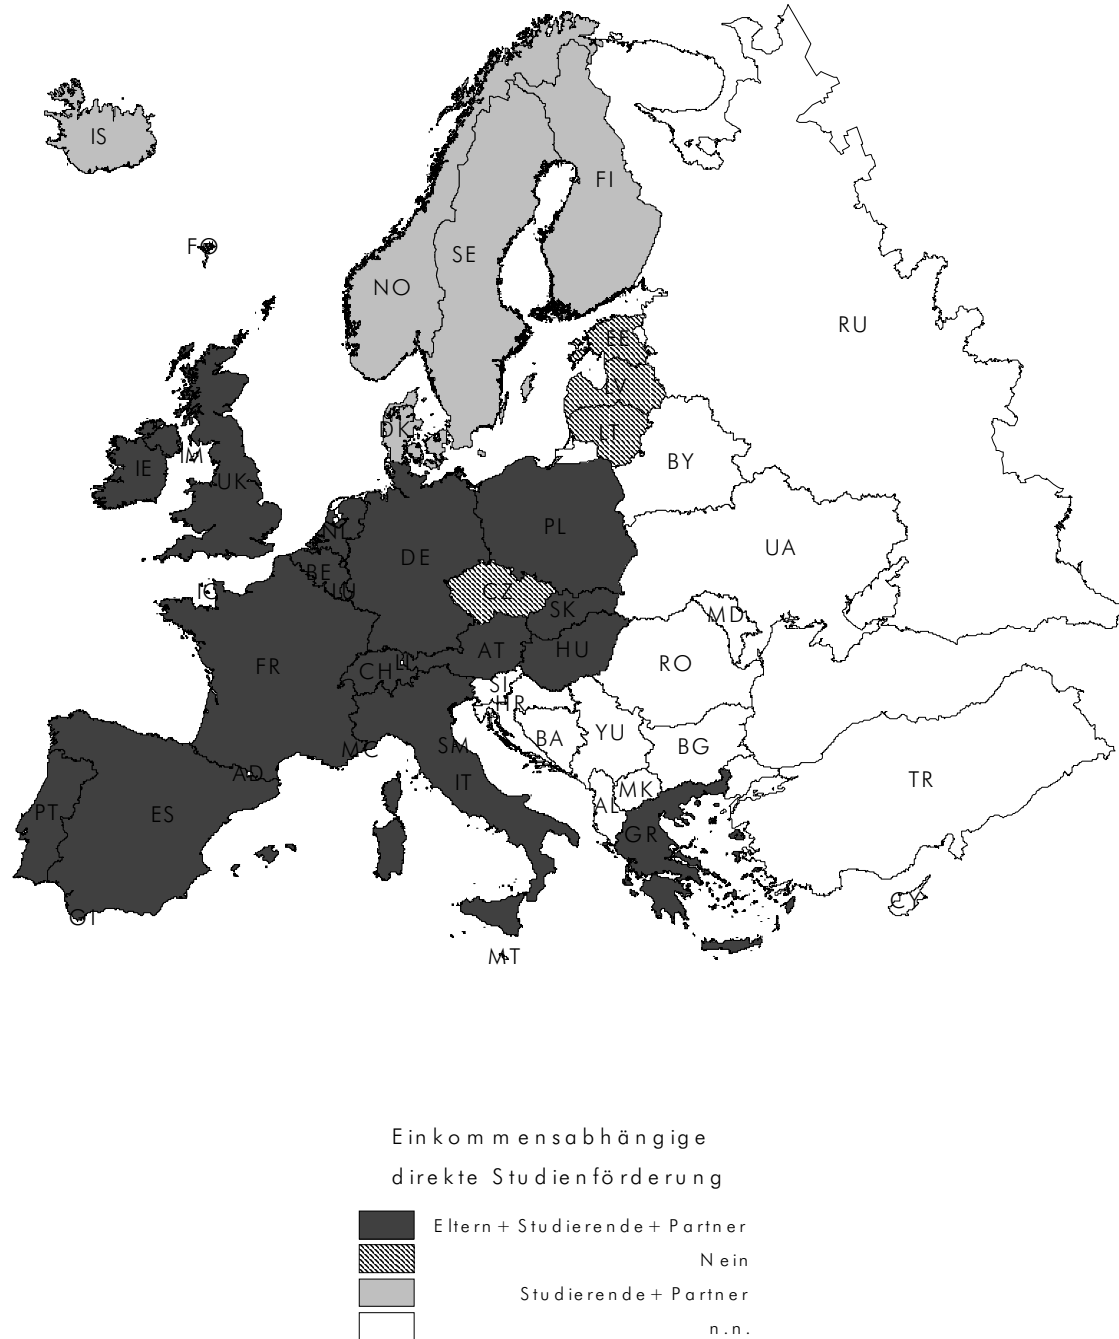 IS
FI
F
SE
NO
RU
EE
LV
DK
LT
IM
IE
BY
UK
PL
NL
UA
DE
BE
CZ
LU
SK
MD
AT
HU
FR
RO
LI
CH
SI
HR
YU
BA
BG
SM
MC
AD
IT
TR
MK
AL
PT
ES
GR
MT
Einkommensabhängige
direkte Studienförderung
Eltern+Studierende+Partner
Nein
Studierende+Partner
n.n.